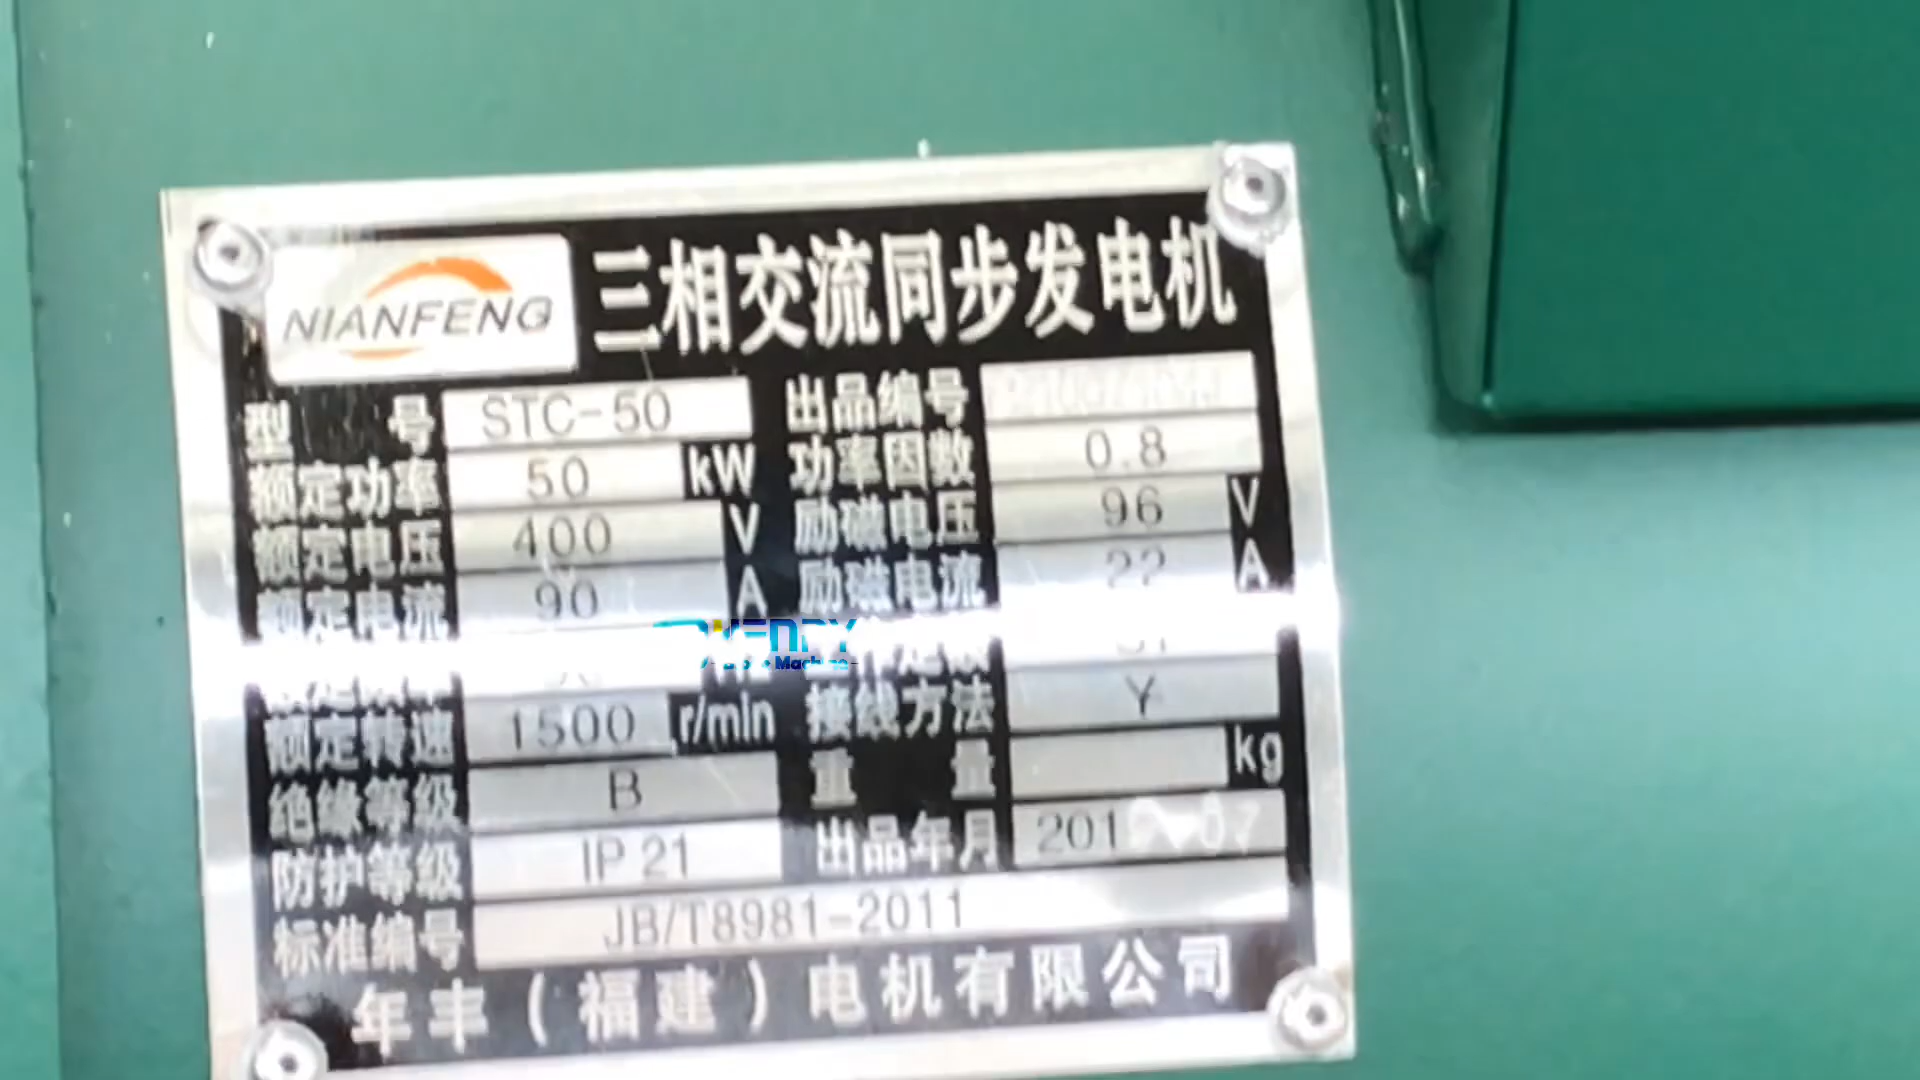 NIANFENG 三相交流同步发电机
型号 STC-50 出品编号
额定功率 50 kW 功率因数 0.8
额定电压 400 V 励磁电压 96 V
额定电流 90 A 励磁电流 22 A
额定转速 1500 r/min 接线方法 Y
绝缘等级 B 重量 kg
防护等级 IP21 出品年月 201
标准编号 JB/T8981-2011
年丰（福建）电机有限公司